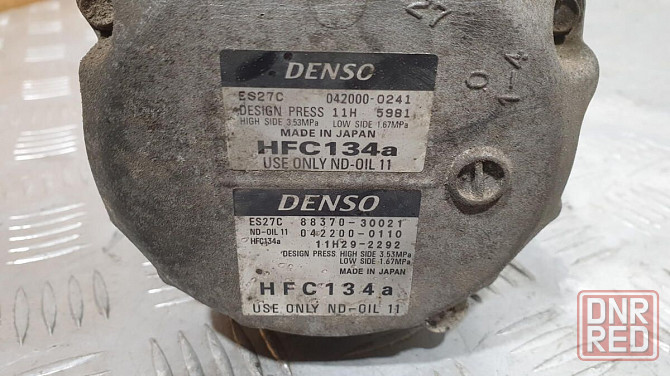 27
0
1-4
DENSO
ES27C 042000-0241
DESIGN PRESS 11H 5981
HIGH SIDE 3.53MPa LOW SIDE 1.67MPa
MADE IN JAPAN
HFC134a
USE ONLY ND-OIL 11
DENSO
ES27C 88370-30021
ND-OIL 11 042200-0110
HFC134a 11H29-2292
DESIGN PRESS HIGH SIDE 3.53MPa
LOW SIDE 1.67MPa
MADE IN JAPAN
HFC134a
USE ONLY ND-OIL 11
DNR
RED